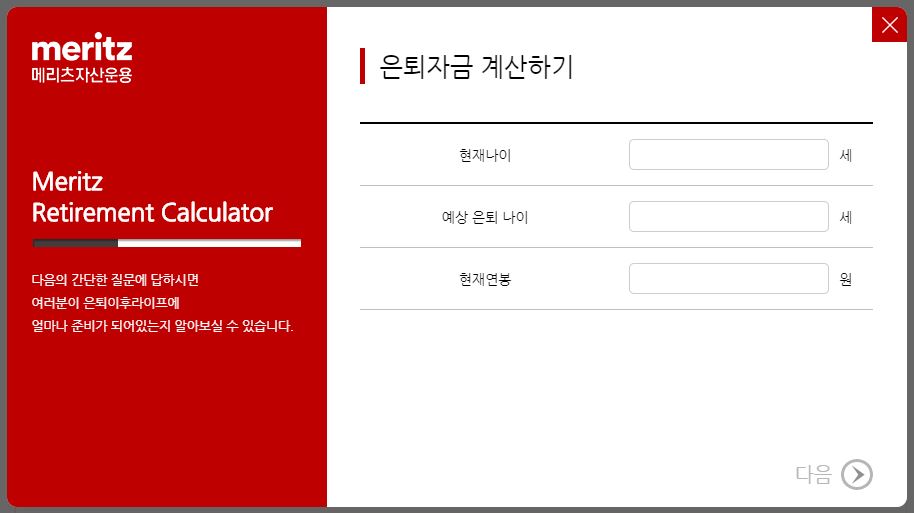 meritz
메리츠자산운용
Meritz
Retirement Calculator
다음의 간단한 질문에 답하시면
여러분이 은퇴이후라이프에
얼마나 준비가 되어있는지 알아보실 수 있습니다.
은퇴자금 계산하기
현재나이 세
예상 은퇴 나이 세
현재연봉 원
다음